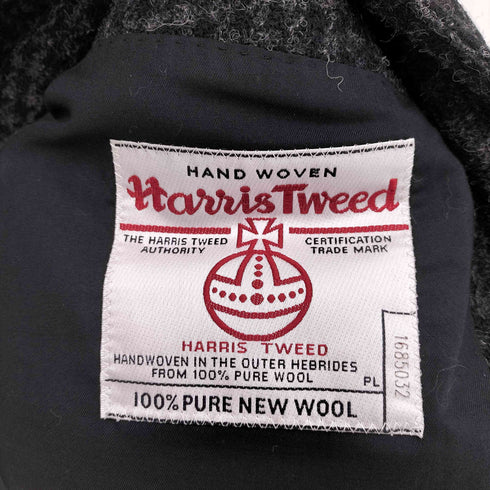 HAND WOVEN
Harris Tweed
THE HARRIS TWEED AUTHORITY
CERTIFICATION TRADE MARK
HARRIS TWEED
HANDWOVEN IN THE OUTER HEBRIDES
FROM 100% PURE WOOL
PL
1685032
100% PURE NEW WOOL